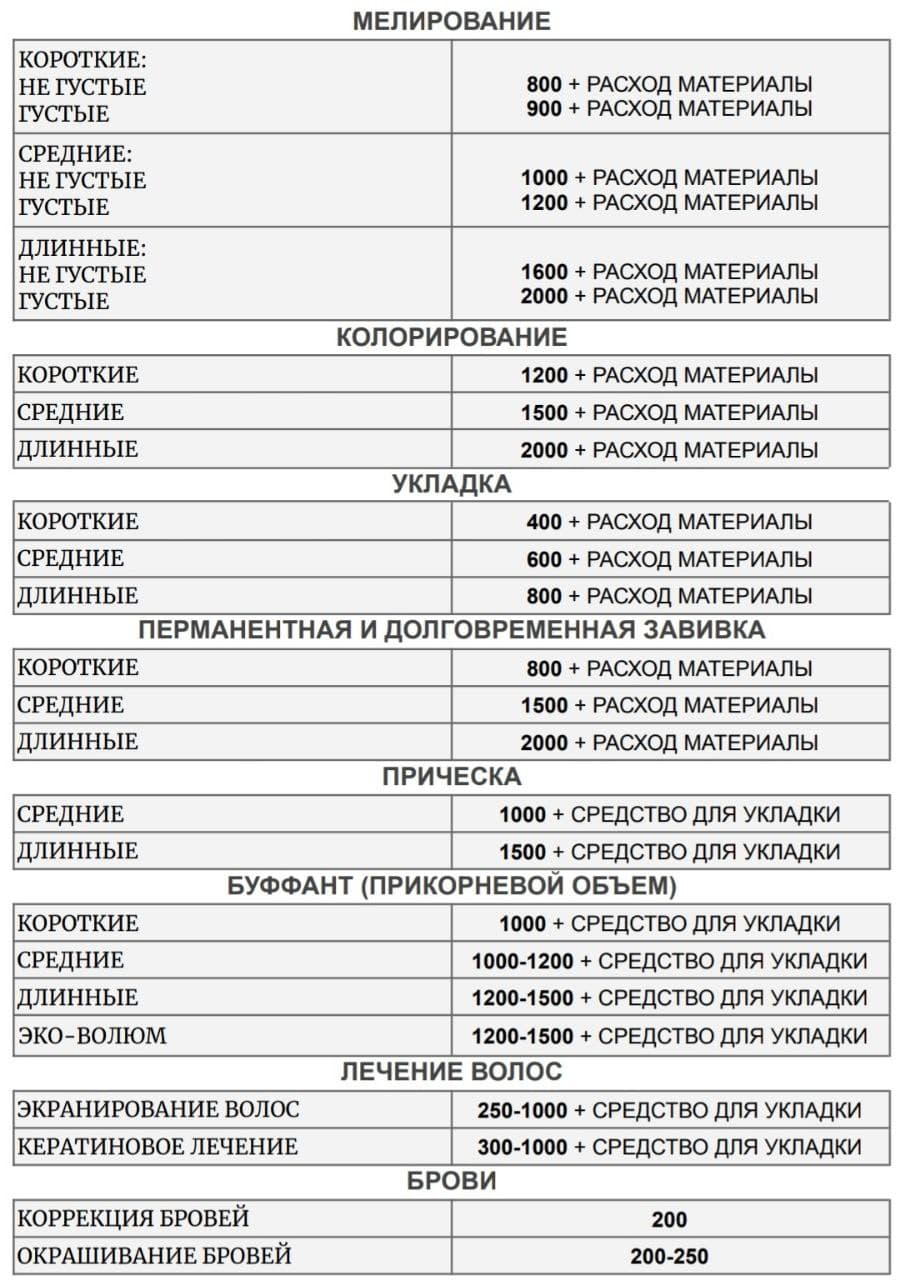 МЕЛИРОВАНИЕ
КОРОТКИЕ:
НЕ ГУСТЫЕ 800 + РАСХОД МАТЕРИАЛЫ
ГУСТЫЕ 900 + РАСХОД МАТЕРИАЛЫ
СРЕДНИЕ:
НЕ ГУСТЫЕ 1000 + РАСХОД МАТЕРИАЛЫ
ГУСТЫЕ 1200 + РАСХОД МАТЕРИАЛЫ
ДЛИННЫЕ:
НЕ ГУСТЫЕ 1600 + РАСХОД МАТЕРИАЛЫ
ГУСТЫЕ 2000 + РАСХОД МАТЕРИАЛЫ
КОЛОРИРОВАНИЕ
КОРОТКИЕ 1200 + РАСХОД МАТЕРИАЛЫ
СРЕДНИЕ 1500 + РАСХОД МАТЕРИАЛЫ
ДЛИННЫЕ 2000 + РАСХОД МАТЕРИАЛЫ
УКЛАДКА
КОРОТКИЕ 400 + РАСХОД МАТЕРИАЛЫ
СРЕДНИЕ 600 + РАСХОД МАТЕРИАЛЫ
ДЛИННЫЕ 800 + РАСХОД МАТЕРИАЛЫ
ПЕРМАНЕНТНАЯ И ДОЛГОВРЕМЕННАЯ ЗАВИВКА
КОРОТКИЕ 800 + РАСХОД МАТЕРИАЛЫ
СРЕДНИЕ 1500 + РАСХОД МАТЕРИАЛЫ
ДЛИННЫЕ 2000 + РАСХОД МАТЕРИАЛЫ
ПРИЧЕСКА
СРЕДНИЕ 1000 + СРЕДСТВО ДЛЯ УКЛАДКИ
ДЛИННЫЕ 1500 + СРЕДСТВО ДЛЯ УКЛАДКИ
БУФФАНТ (ПРИКОРНЕВОЙ ОБЪЕМ)
КОРОТКИЕ 1000 + СРЕДСТВО ДЛЯ УКЛАДКИ
СРЕДНИЕ 1000-1200 + СРЕДСТВО ДЛЯ УКЛАДКИ
ДЛИННЫЕ 1200-1500 + СРЕДСТВО ДЛЯ УКЛАДКИ
ЭКО-ВОЛЮМ 1200-1500 + СРЕДСТВО ДЛЯ УКЛАДКИ
ЛЕЧЕНИЕ ВОЛОС
ЭКРАНИРОВАНИЕ ВОЛОС 250-1000 + СРЕДСТВО ДЛЯ УКЛАДКИ
КЕРАТИНОВОЕ ЛЕЧЕНИЕ 300-1000 + СРЕДСТВО ДЛЯ УКЛАДКИ
БРОВИ
КОРРЕКЦИЯ БРОВЕЙ 200
ОКРАШИВАНИЕ БРОВЕЙ 200-250